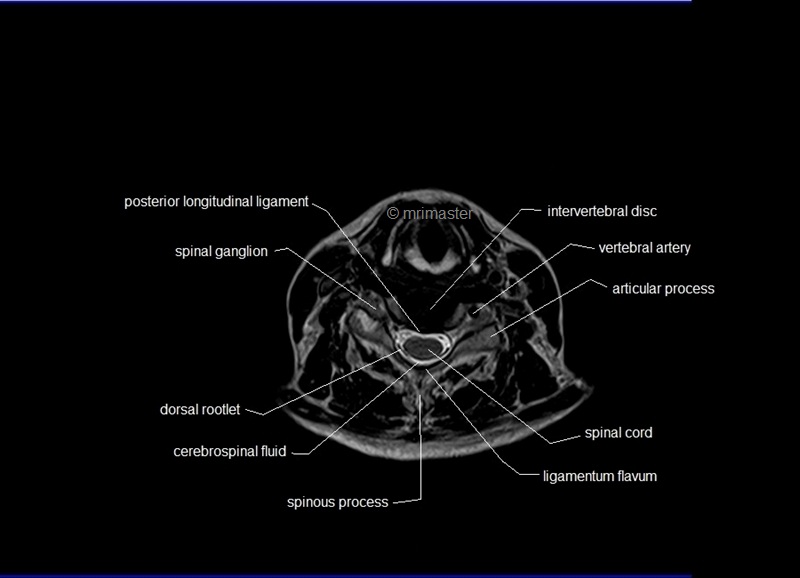 posterior longitudinal ligament
© mrimaster
intervertebral disc
spinal ganglion
vertebral artery
articular process
dorsal rootlet
spinal cord
cerebrospinal fluid
ligamentum flavum
spinous process